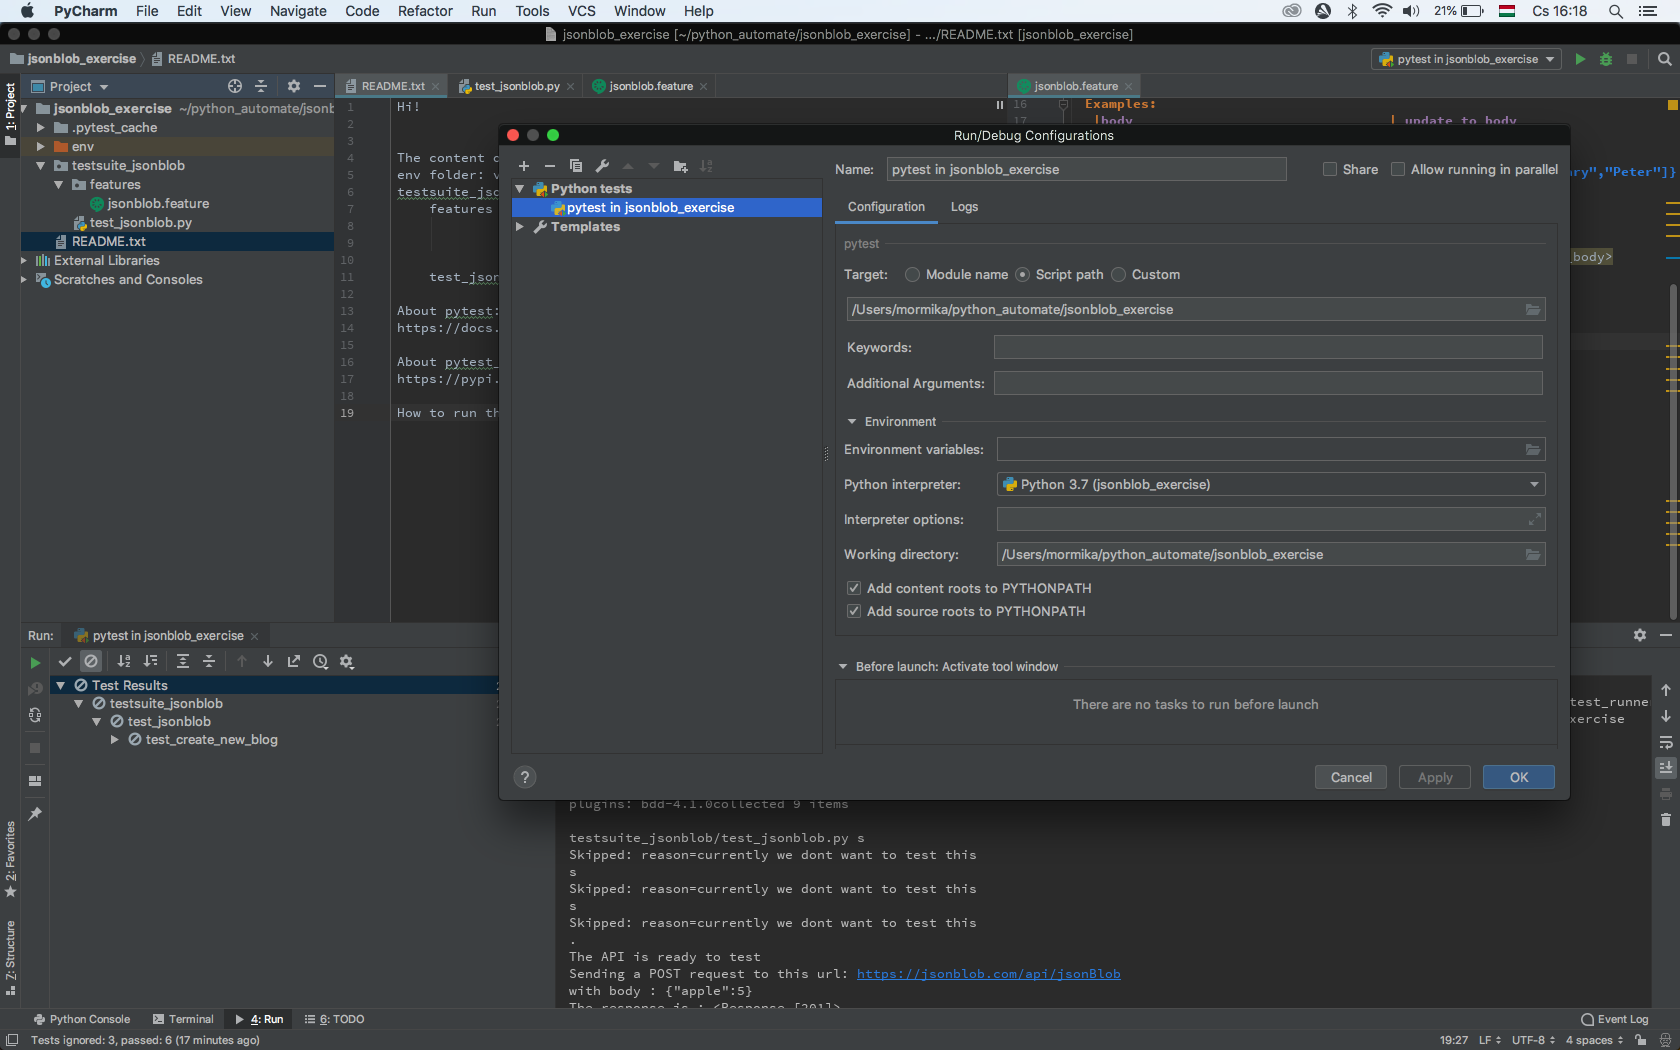 PyCharm File Edit View Navigate Code Refactor Run Tools VCS Window Help 21% Cs 16:18
jsonblob_exercise [~/python_automate/jsonblob_exercise] - .../README.txt [jsonblob_exercise]
jsonblob_exercise README.txt pytest in jsonblob_exercise
1: Project
2: Favorites
7: Structure
Project
jsonblob_exercise ~/python_automate/jsonb
.pytest_cache
env
testsuite_jsonblob
features
jsonblob.feature
test_jsonblob.py
README.txt
External Libraries
Scratches and Consoles
README.txt test_jsonblob.py jsonblob.feature
1 Hi!
2
3
4 The content o
5 env folder: v
6 testsuite_jso
7 features
8
9
10
11 test_json
12
13 About pytest:
14 https://docs.
15
16 About pytest_
17 https://pypi.
18
19 How to run th
jsonblob.feature
16 Examples:
17 |body | update to body
ary","Peter"]}
_body>
Run/Debug Configurations
Python tests
pytest in jsonblob_exercise
Templates
Name: pytest in jsonblob_exercise Share Allow running in parallel
Configuration Logs
pytest
Target: Module name Script path Custom
/Users/mormika/python_automate/jsonblob_exercise
Keywords:
Additional Arguments:
Environment
Environment variables:
Python interpreter: Python 3.7 (jsonblob_exercise)
Interpreter options:
Working directory: /Users/mormika/python_automate/jsonblob_exercise
Add content roots to PYTHONPATH
Add source roots to PYTHONPATH
Before launch: Activate tool window
There are no tasks to run before launch
? Cancel Apply OK
Run: pytest in jsonblob_exercise
Test Results
testsuite_jsonblob
test_jsonblob
test_create_new_blog
test_runne
xercise
plugins: bdd-4.1.0collected 9 items
testsuite_jsonblob/test_jsonblob.py s
Skipped: reason=currently we dont want to test this
s
Skipped: reason=currently we dont want to test this
s
Skipped: reason=currently we dont want to test this
.
The API is ready to test
Sending a POST request to this url: https://jsonblob.com/api/jsonBlob
with body : {"apple":5}
The response is : <Response [201]>
Python Console Terminal 4: Run 6: TODO Event Log
Tests ignored: 3, passed: 6 (17 minutes ago) 19:27 LF UTF-8 4 spaces